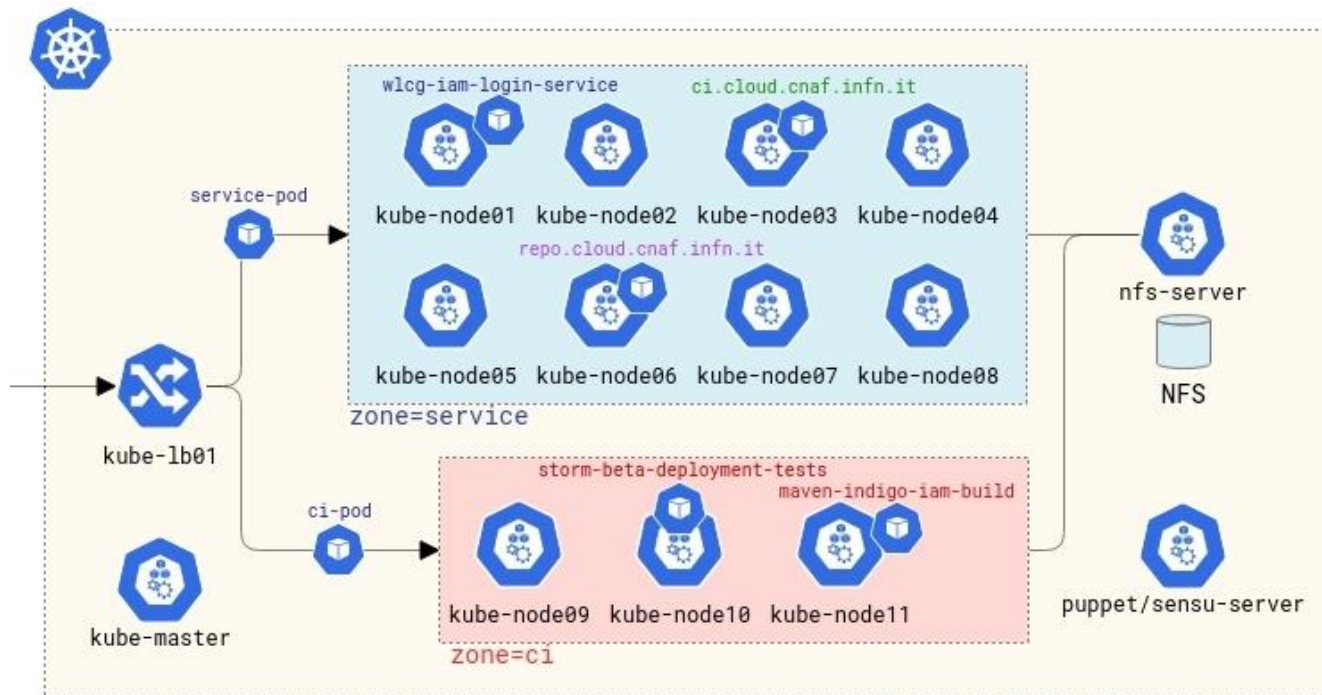 wlcg-iam-login-service
ci.cloud.cnaf.infn.it
service-pod
kube-node01 kube-node02 kube-node03 kube-node04
repo.cloud.cnaf.infn.it
nfs-server
kube-node05 kube-node06 kube-node07 kube-node08
NFS
zone=service
kube-lb01
storm-beta-deployment-tests
maven-indigo-iam-build
ci-pod
kube-node09 kube-node10 kube-node11
puppet/sensu-server
kube-master
zone=ci